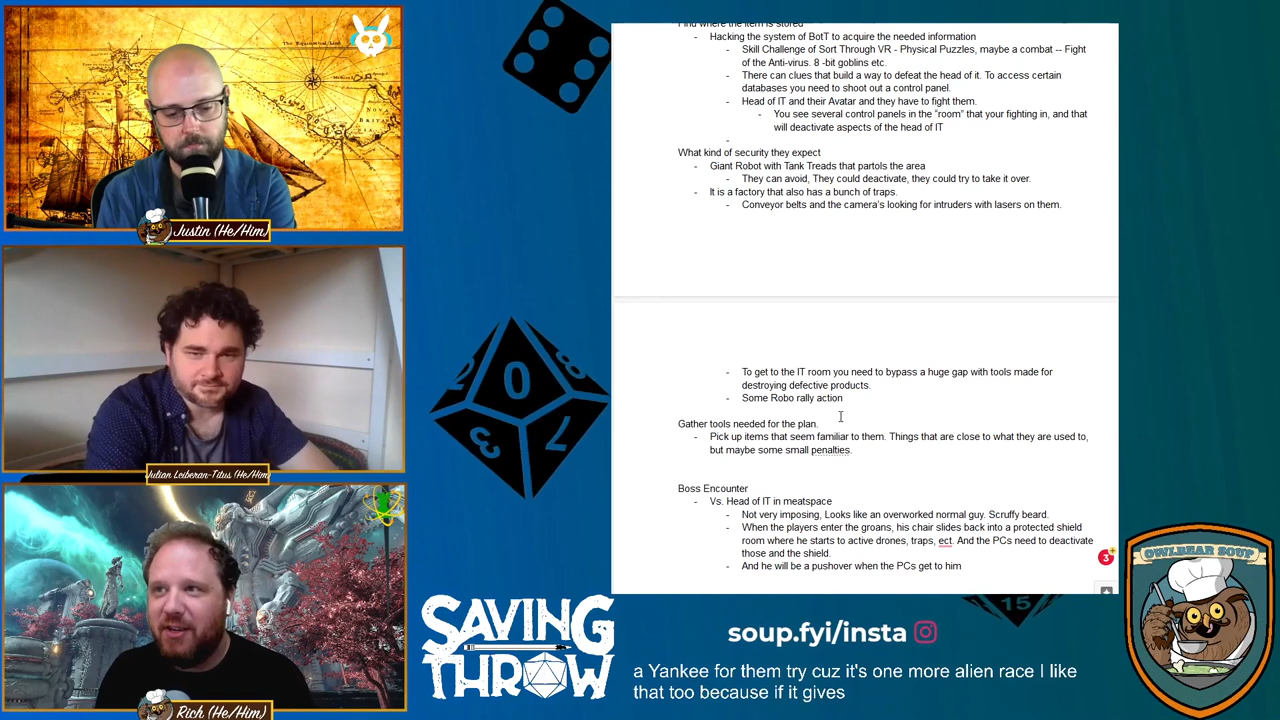 Justin (He/Him)
Julian Leiberan-Titus (He/Him)
Rich (He/Him)
Find where the item is stored
- Hacking the system of BotT to acquire the needed information
- Skill Challenge of Sort Through VR - Physical Puzzles, maybe a combat -- Fight
of the Anti-virus. 8 -bit goblins etc.
- There can clues that build a way to defeat the head of it. To access certain
databases you need to shoot out a control panel.
- Head of IT and their Avatar and they have to fight them.
- You see several control panels in the "room" that your fighting in, and that
will deactivate aspects of the head of IT
-
What kind of security they expect
- Giant Robot with Tank Treads that partols the area
- They can avoid, They could deactivate, they could try to take it over.
- It is a factory that also has a bunch of traps.
- Conveyor belts and the camera's looking for intruders with lasers on them.
- To get to the IT room you need to bypass a huge gap with tools made for
destroying defective products.
- Some Robo rally action
Gather tools needed for the plan.
- Pick up items that seem familiar to them. Things that are close to what they are used to,
but maybe some small penalties.
Boss Encounter
- Vs. Head of IT in meatspace
- Not very imposing, Looks like an overworked normal guy. Scruffy beard.
- When the players enter the groans, his chair slides back into a protected shield
room where he starts to active drones, traps, ect. And the PCs need to deactivate
those and the shield.
- And he will be a pushover when the PCs get to him
3
0
8
2
3
7
15
SAVING
THROW
soup.fyi/insta
a Yankee for them try cuz it's one more alien race I like
that too because if it gives
OWLBEAR SOUP